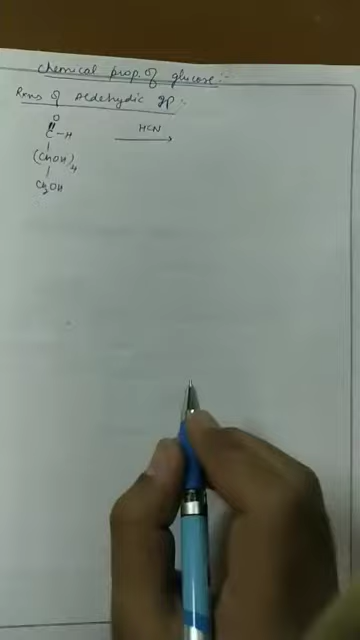 chemical prop. of glucose :-
Rxns of aldehydic gp :-
O
C-H
HCN
(CHOH)4
CH2OH